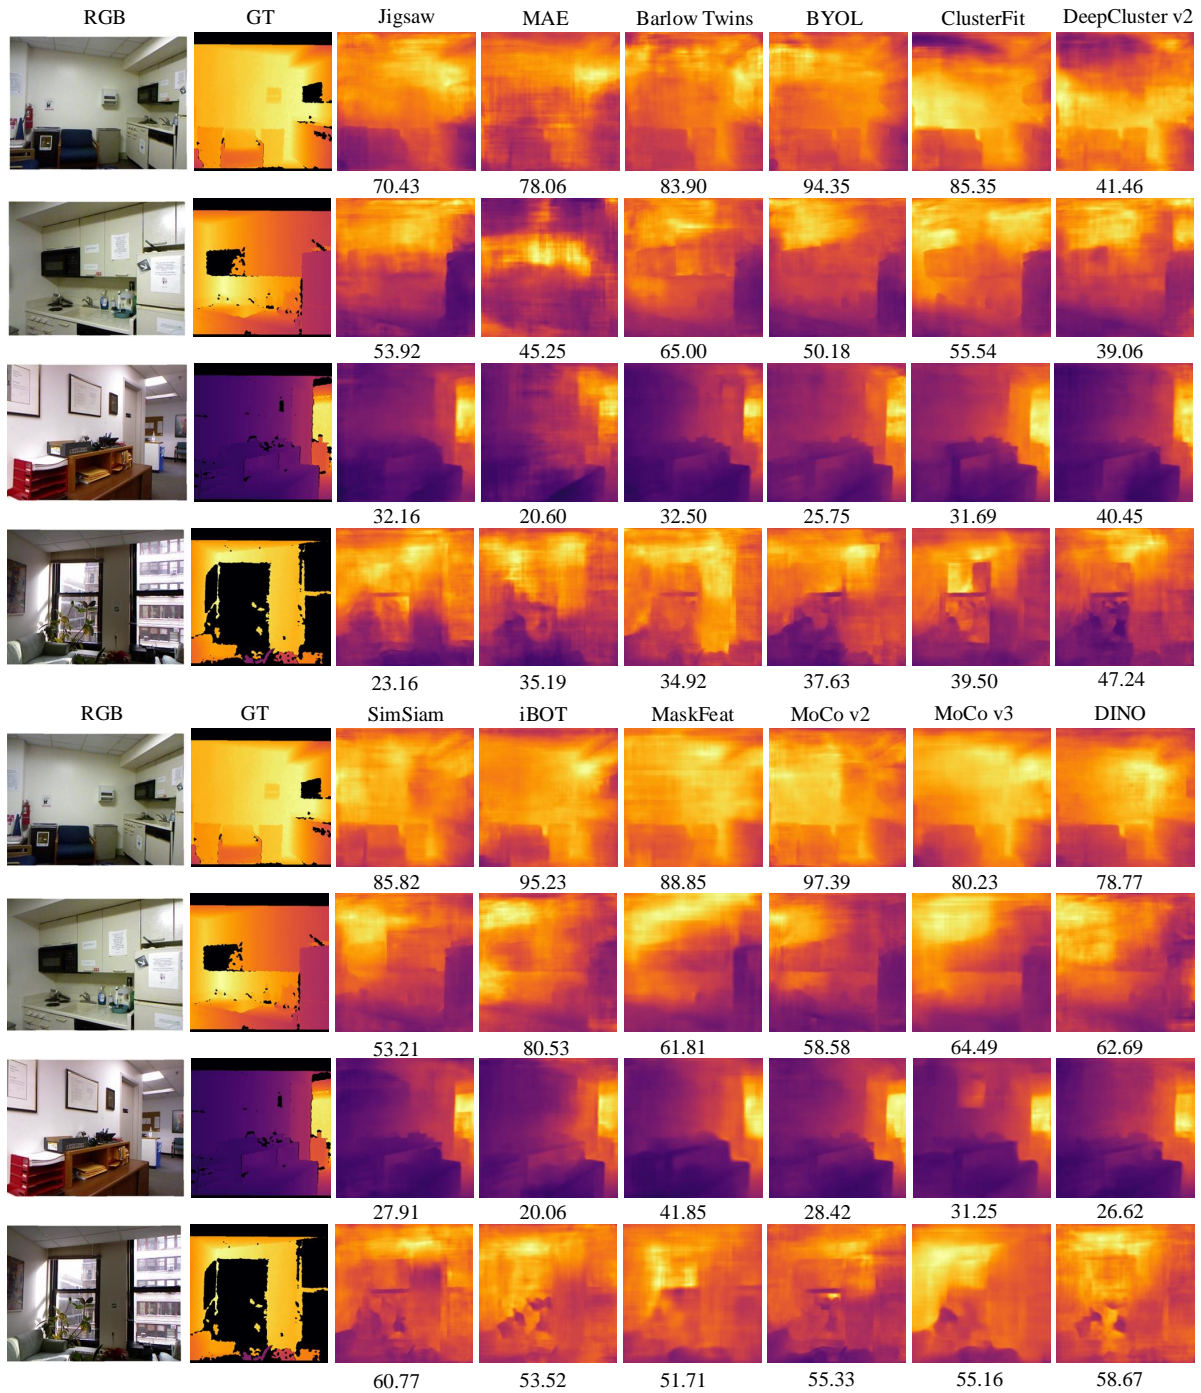 RGB GT Jigsaw MAE Barlow Twins BYOL ClusterFit DeepCluster v2
70.43 78.06 83.90 94.35 85.35 41.46
53.92 45.25 65.00 50.18 55.54 39.06
32.16 20.60 32.50 25.75 31.69 40.45
23.16 35.19 34.92 37.63 39.50 47.24
RGB GT SimSiam iBOT MaskFeat MoCo v2 MoCo v3 DINO
85.82 95.23 88.85 97.39 80.23 78.77
53.21 80.53 61.81 58.58 64.49 62.69
27.91 20.06 41.85 28.42 31.25 26.62
60.77 53.52 51.71 55.33 55.16 58.67